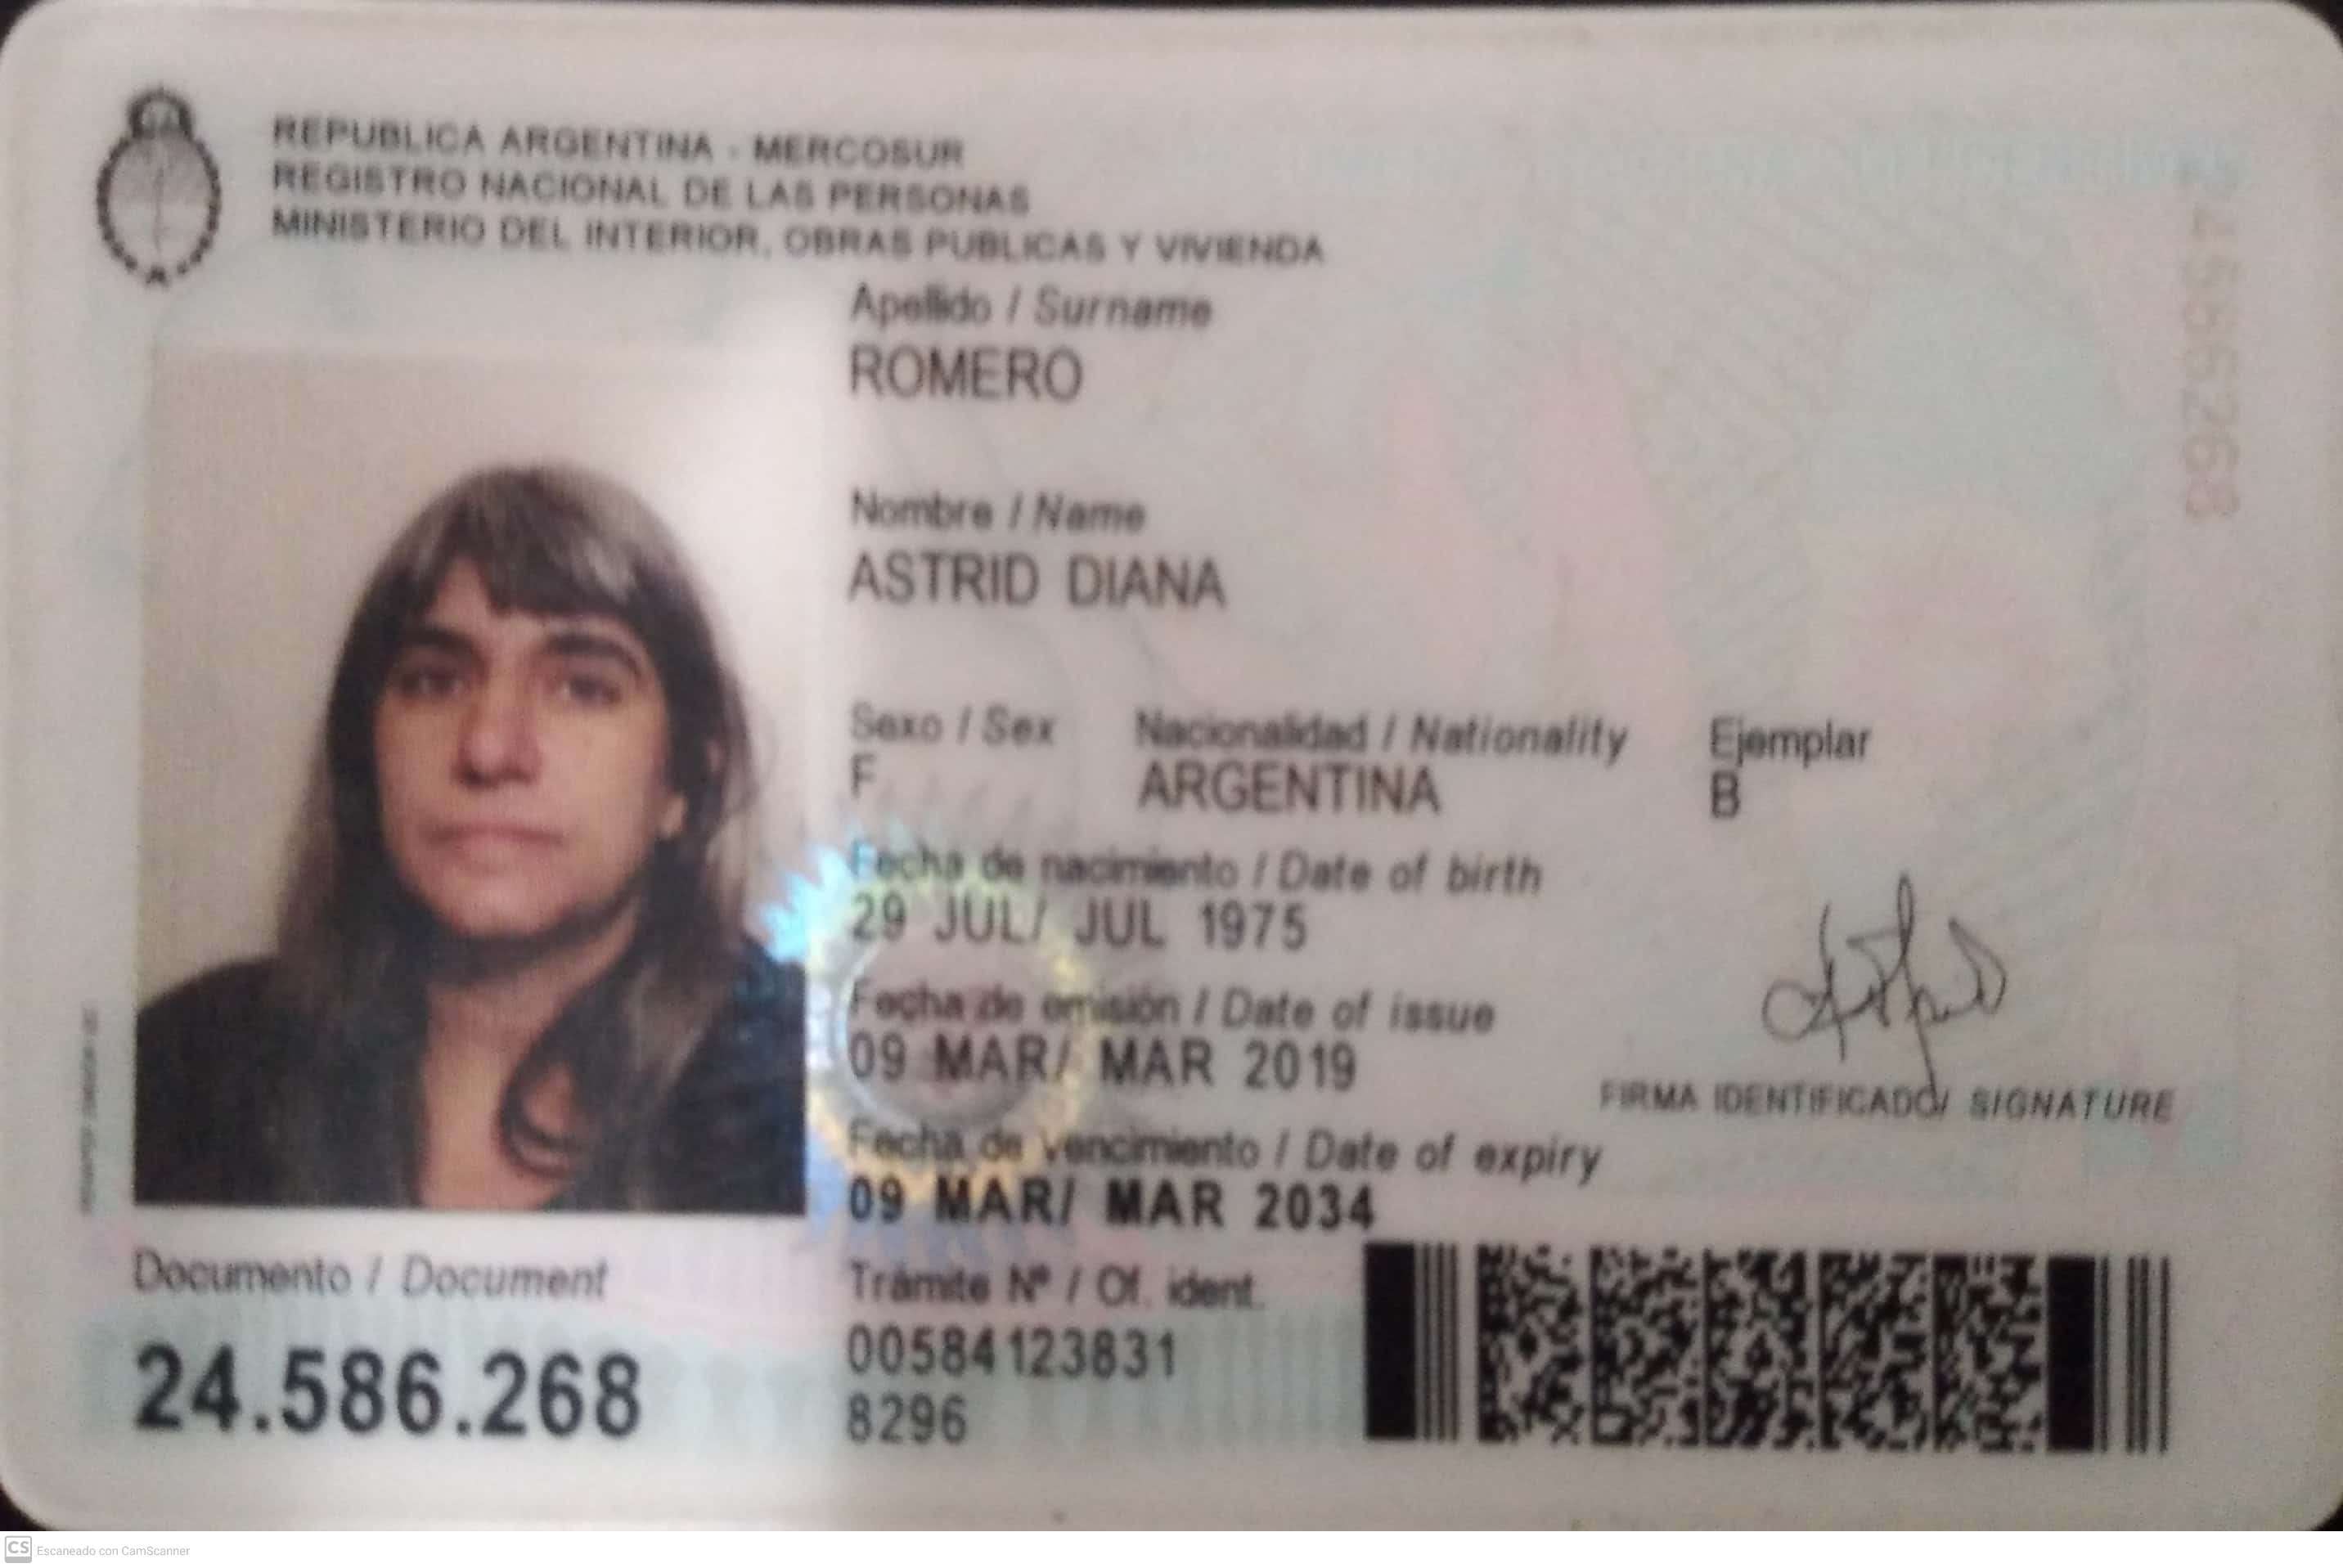 REPUBLICA ARGENTINA - MERCOSUR
REGISTRO NACIONAL DE LAS PERSONAS
MINISTERIO DEL INTERIOR, OBRAS PUBLICAS Y VIVIENDA
Apellido / Surname
ROMERO
Nombre / Name
ASTRID DIANA
Sexo / Sex Nacionalidad / Nationality Ejemplar
F ARGENTINA B
Fecha de nacimiento / Date of birth
29 JUL/ JUL 1975
Fecha de emisión / Date of issue
09 MAR/ MAR 2019
FIRMA IDENTIFICADO/ SIGNATURE
Fecha de vencimiento / Date of expiry
09 MAR/ MAR 2034
Documento / Document
24.586.268
Trámite Nº / Of. ident.
00584123831
8296
CS Escaneado con CamScanner